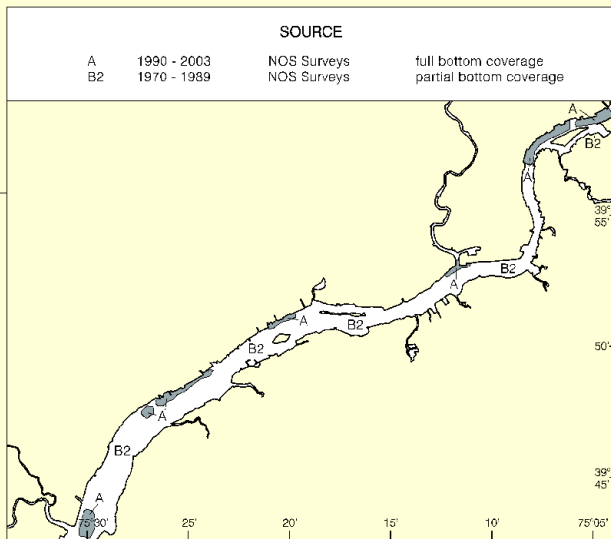 SOURCE
A 1990 - 2003 NOS Surveys full bottom coverage
B2 1970 - 1989 NOS Surveys partial bottom coverage
A
B2
A
39°
55'
B2
A
A
B2
B2
50'
A
B2
39°
45'
A
75°30' 25' 20' 15' 10' 75°05'